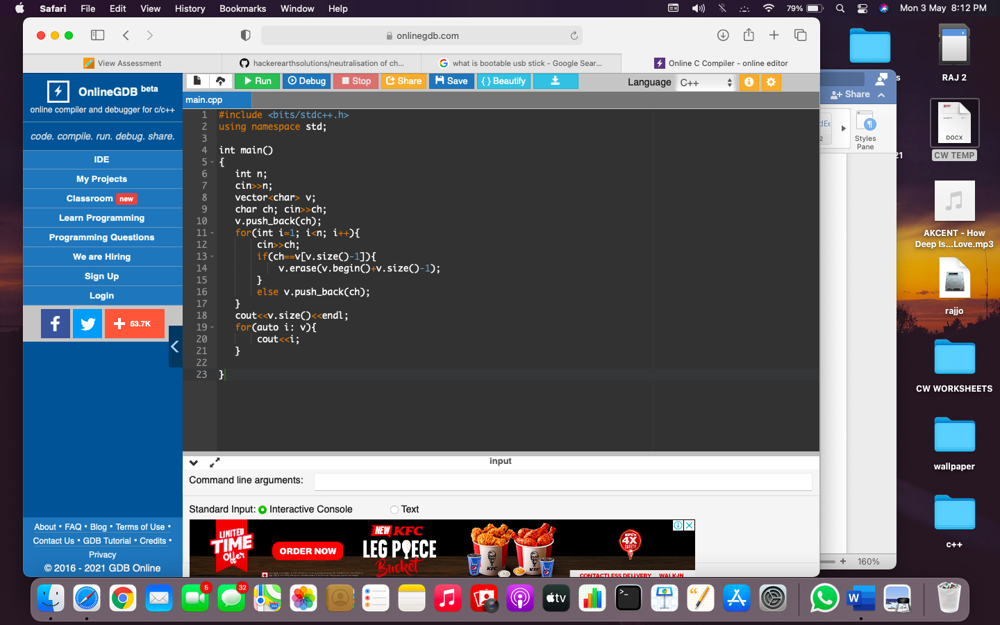 Safari File Edit View History Bookmarks Window Help
79% Mon 3 May 8:12 PM
onlinegdb.com
View Assessment
hackerearthsolutions/neutralisation of ch...
what is bootable usb stick - Google Sear...
Online C Compiler - online editor
OnlineGDB beta
online compiler and debugger for c/c++
code. compile. run. debug. share.
IDE
My Projects
Classroom new
Learn Programming
Programming Questions
We are Hiring
Sign Up
Login
53.7K
About • FAQ • Blog • Terms of Use •
Contact Us • GDB Tutorial • Credits •
Privacy
© 2016 - 2021 GDB Online
Run Debug Stop Share Save { } Beautify
Language C++
main.cpp
1 #include <bits/stdc++.h>
2 using namespace std;
3
4 int main()
5 {
6 int n;
7 cin>>n;
8 vector<char> v;
9 char ch; cin>>ch;
10 v.push_back(ch);
11 for(int i=1; i<n; i++){
12 cin>>ch;
13 if(ch==v[v.size()-1]){
14 v.erase(v.begin()+v.size()-1);
15 }
16 else v.push_back(ch);
17 }
18 cout<<v.size()<<endl;
19 for(auto i: v){
20 cout<<i;
21 }
22
23 }
input
Command line arguments:
Standard Input: Interactive Console Text
LIMITED
TIME
Offer
ORDER NOW
NEW KFC
LEG PIECE
Bucket
KFC
KFC
KFC's
4X
SAFETY
CONTACTLESS DELIVERY WALK-IN
Share
Styles
Pane
160%
RAJ 2
DOCX
CW TEMP
21
AKCENT - How
Deep Is...Love.mp3
rajjo
CW WORKSHEETS
wallpaper
c++
5
32
tv
W